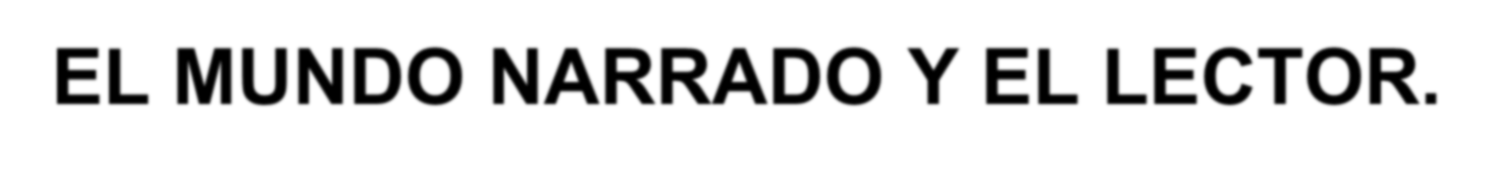 EL MUNDO NARRADO Y EL LECTOR.